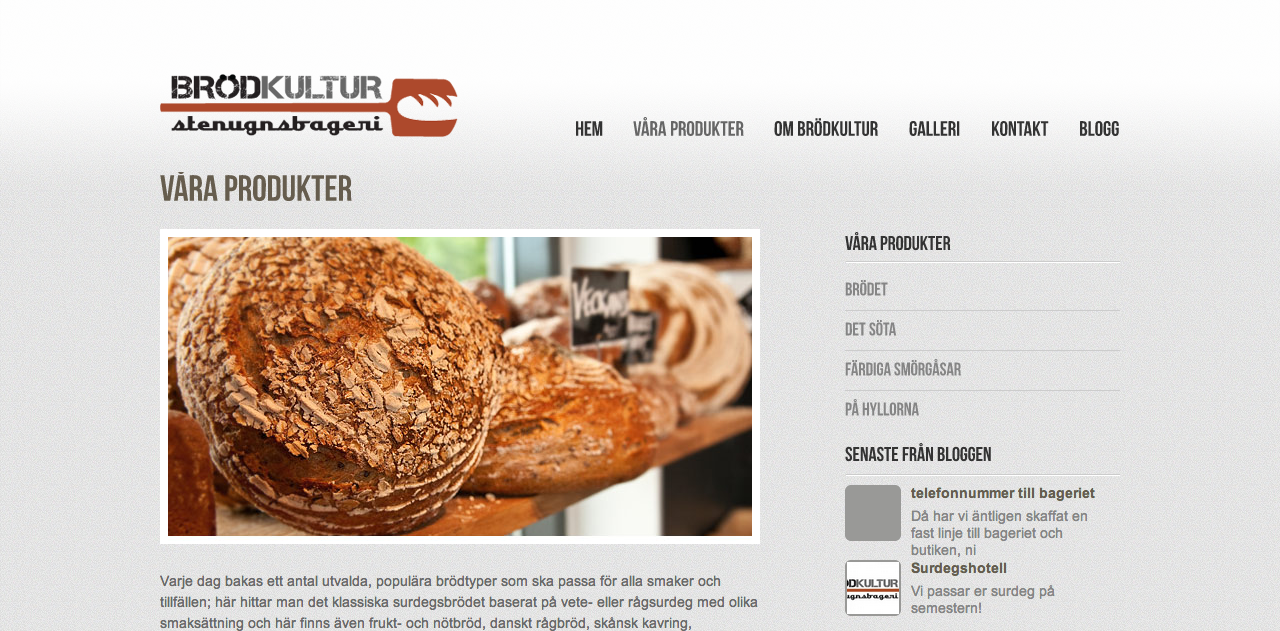 BRÖDKULTUR
stenugnsbageri
HEM VÅRA PRODUKTER OM BRÖDKULTUR GALLERI KONTAKT BLOGG
VÅRA PRODUKTER
Varje dag bakas ett antal utvalda, populära brödtyper som ska passa för alla smaker och
tillfällen; här hittar man det klassiska surdegsbrödet baserat på vete- eller rågsurdeg med olika
smaksättning och här finns även frukt- och nötbröd, danskt rågbröd, skånsk kavring,
VÅRA PRODUKTER
BRÖDET
DET SÖTA
FÄRDIGA SMÖRGÅSAR
PÅ HYLLORNA
SENASTE FRÅN BLOGGEN
telefonnummer till bageriet
Då har vi äntligen skaffat en
fast linje till bageriet och
butiken, ni
Surdegshotell
Vi passar er surdeg på
semestern!